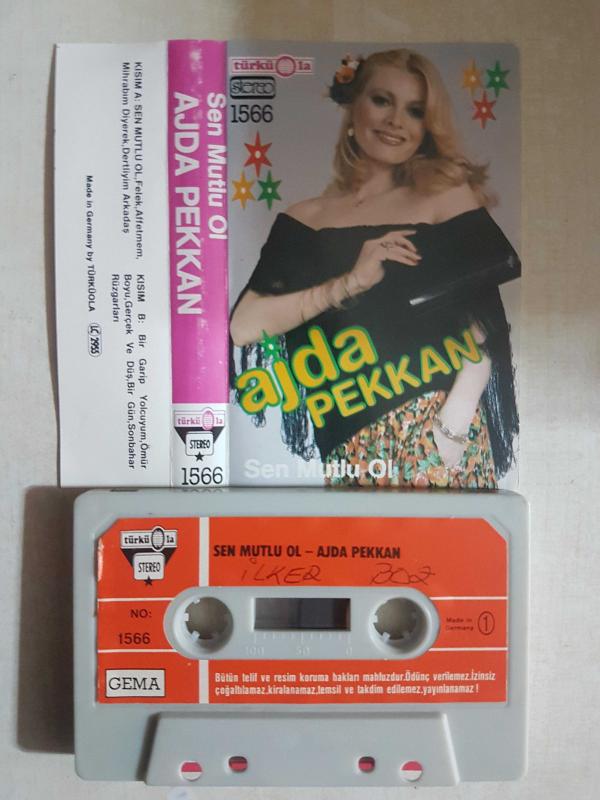 KISIM A: SEN MUTLU OL,Felek,Affetmem,
Mihrabım Diyerek,Dertliyim Arkadaş
KISIM B: Bir Garip Yolcuyum,Ömür
Boyu,Gerçek Ve Düş,Bir Gün,Sonbahar
Rüzgarları
Made in Germany by TÜRKÜOLA
LC 2955
Sen Mutlu Ol
AJDA PEKKAN
türküola
STEREO
1566
türküola
stereo
1566
ajda
PEKKAN
Sen Mutlu Ol
türküola
STEREO
SEN MUTLU OL – AJDA PEKKAN
İLKER
NO:
1566
100 50 0
Made in
Germany
1
GEMA
Bütün telif ve resim koruma hakları mahfuzdur.Ödünç verilemez.İzinsiz
çoğaltılamaz,kiralanamaz,temsil ve takdim edilemez,yayınlanamaz!